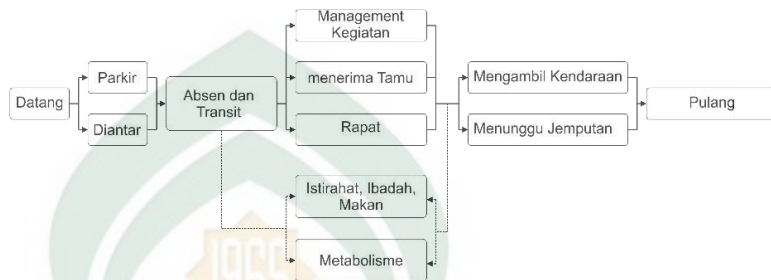 Datang
Parkir
Diantar
Absen dan
Transit
Management
Kegiatan
menerima Tamu
Rapat
Istirahat, Ibadah,
Makan
Metabolisme
Mengambil Kendaraan
Menunggu Jemputan
Pulang
1965